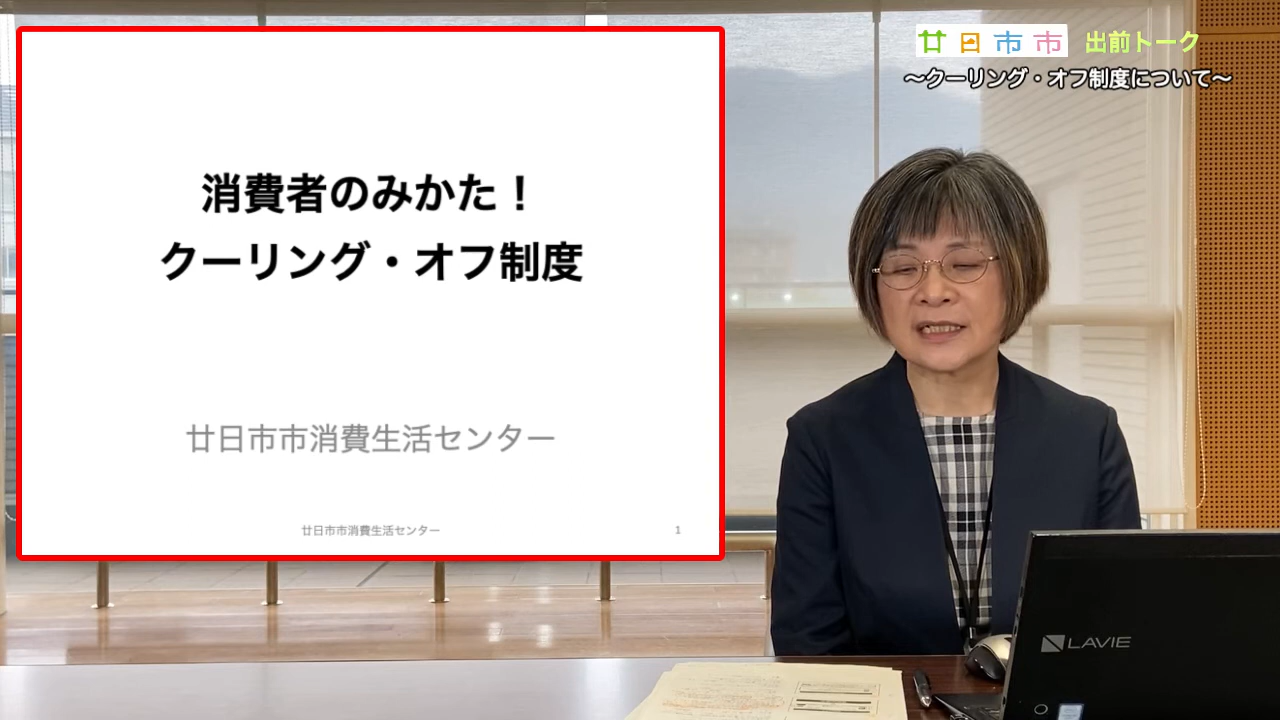 消費者のみかた！
クーリング・オフ制度
廿日市市消費生活センター
廿日市市消費生活センター
1
廿日市市 出前トーク
～クーリング・オフ制度について～
LAVIE